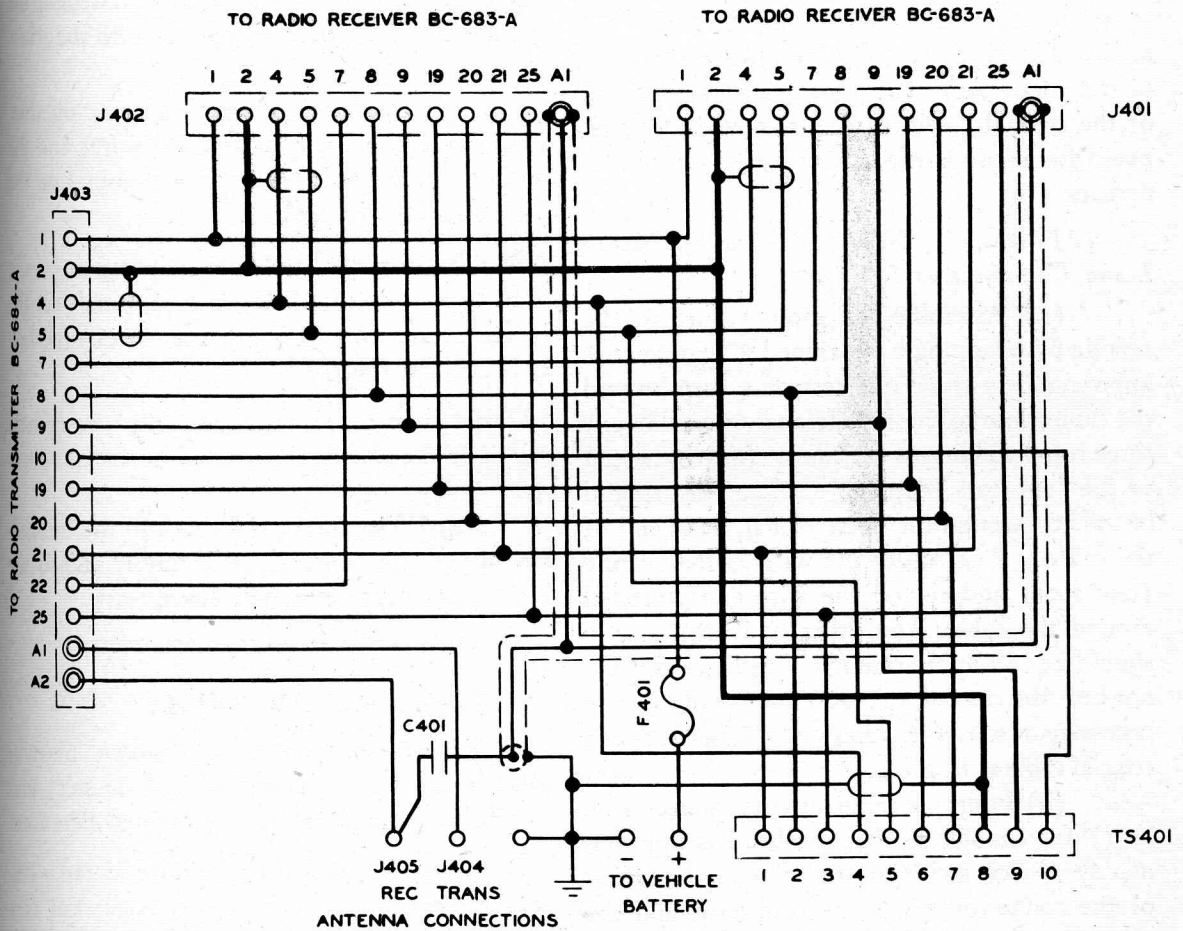 TO RADIO RECEIVER BC-683-A
TO RADIO RECEIVER BC-683-A
1 2 4 5 7 8 9 19 20 21 25 A1
1 2 4 5 7 8 9 19 20 21 25 A1
J402
J401
J403
TO RADIO TRANSMITTER BC-684-A
1
2
4
5
7
8
9
10
19
20
21
22
25
A1
A2
C401
F401
J405 J404
REC TRANS
ANTENNA CONNECTIONS
- +
TO VEHICLE
BATTERY
TS401
1 2 3 4 5 6 7 8 9 10